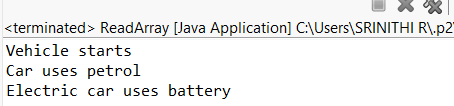 <terminated> ReadArray [Java Application] C:\Users\SRINITHI R\.p2\
Vehicle starts
Car uses petrol
Electric car uses battery